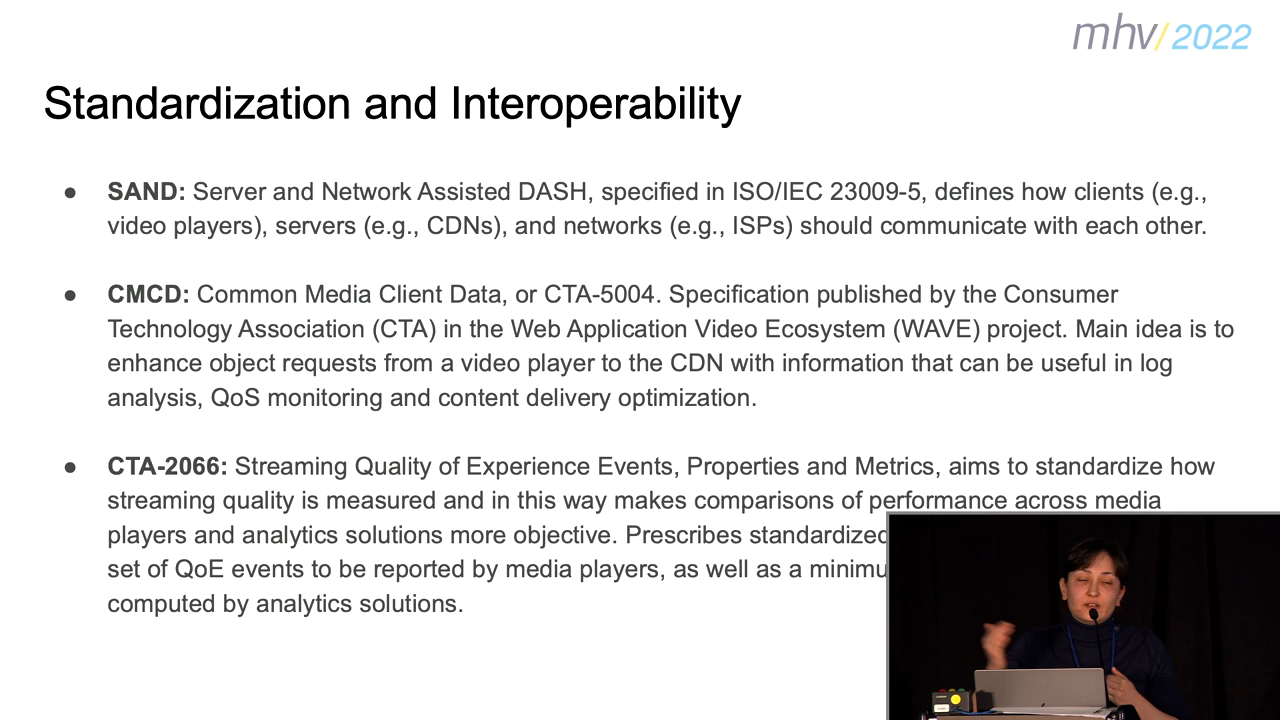 mhv/2022
Standardization and Interoperability
● SAND: Server and Network Assisted DASH, specified in ISO/IEC 23009-5, defines how clients (e.g.,
video players), servers (e.g., CDNs), and networks (e.g., ISPs) should communicate with each other.
● CMCD: Common Media Client Data, or CTA-5004. Specification published by the Consumer
Technology Association (CTA) in the Web Application Video Ecosystem (WAVE) project. Main idea is to
enhance object requests from a video player to the CDN with information that can be useful in log
analysis, QoS monitoring and content delivery optimization.
● CTA-2066: Streaming Quality of Experience Events, Properties and Metrics, aims to standardize how
streaming quality is measured and in this way makes comparisons of performance across media
players and analytics solutions more objective. Prescribes standardized
set of QoE events to be reported by media players, as well as a
computed by analytics solutions.